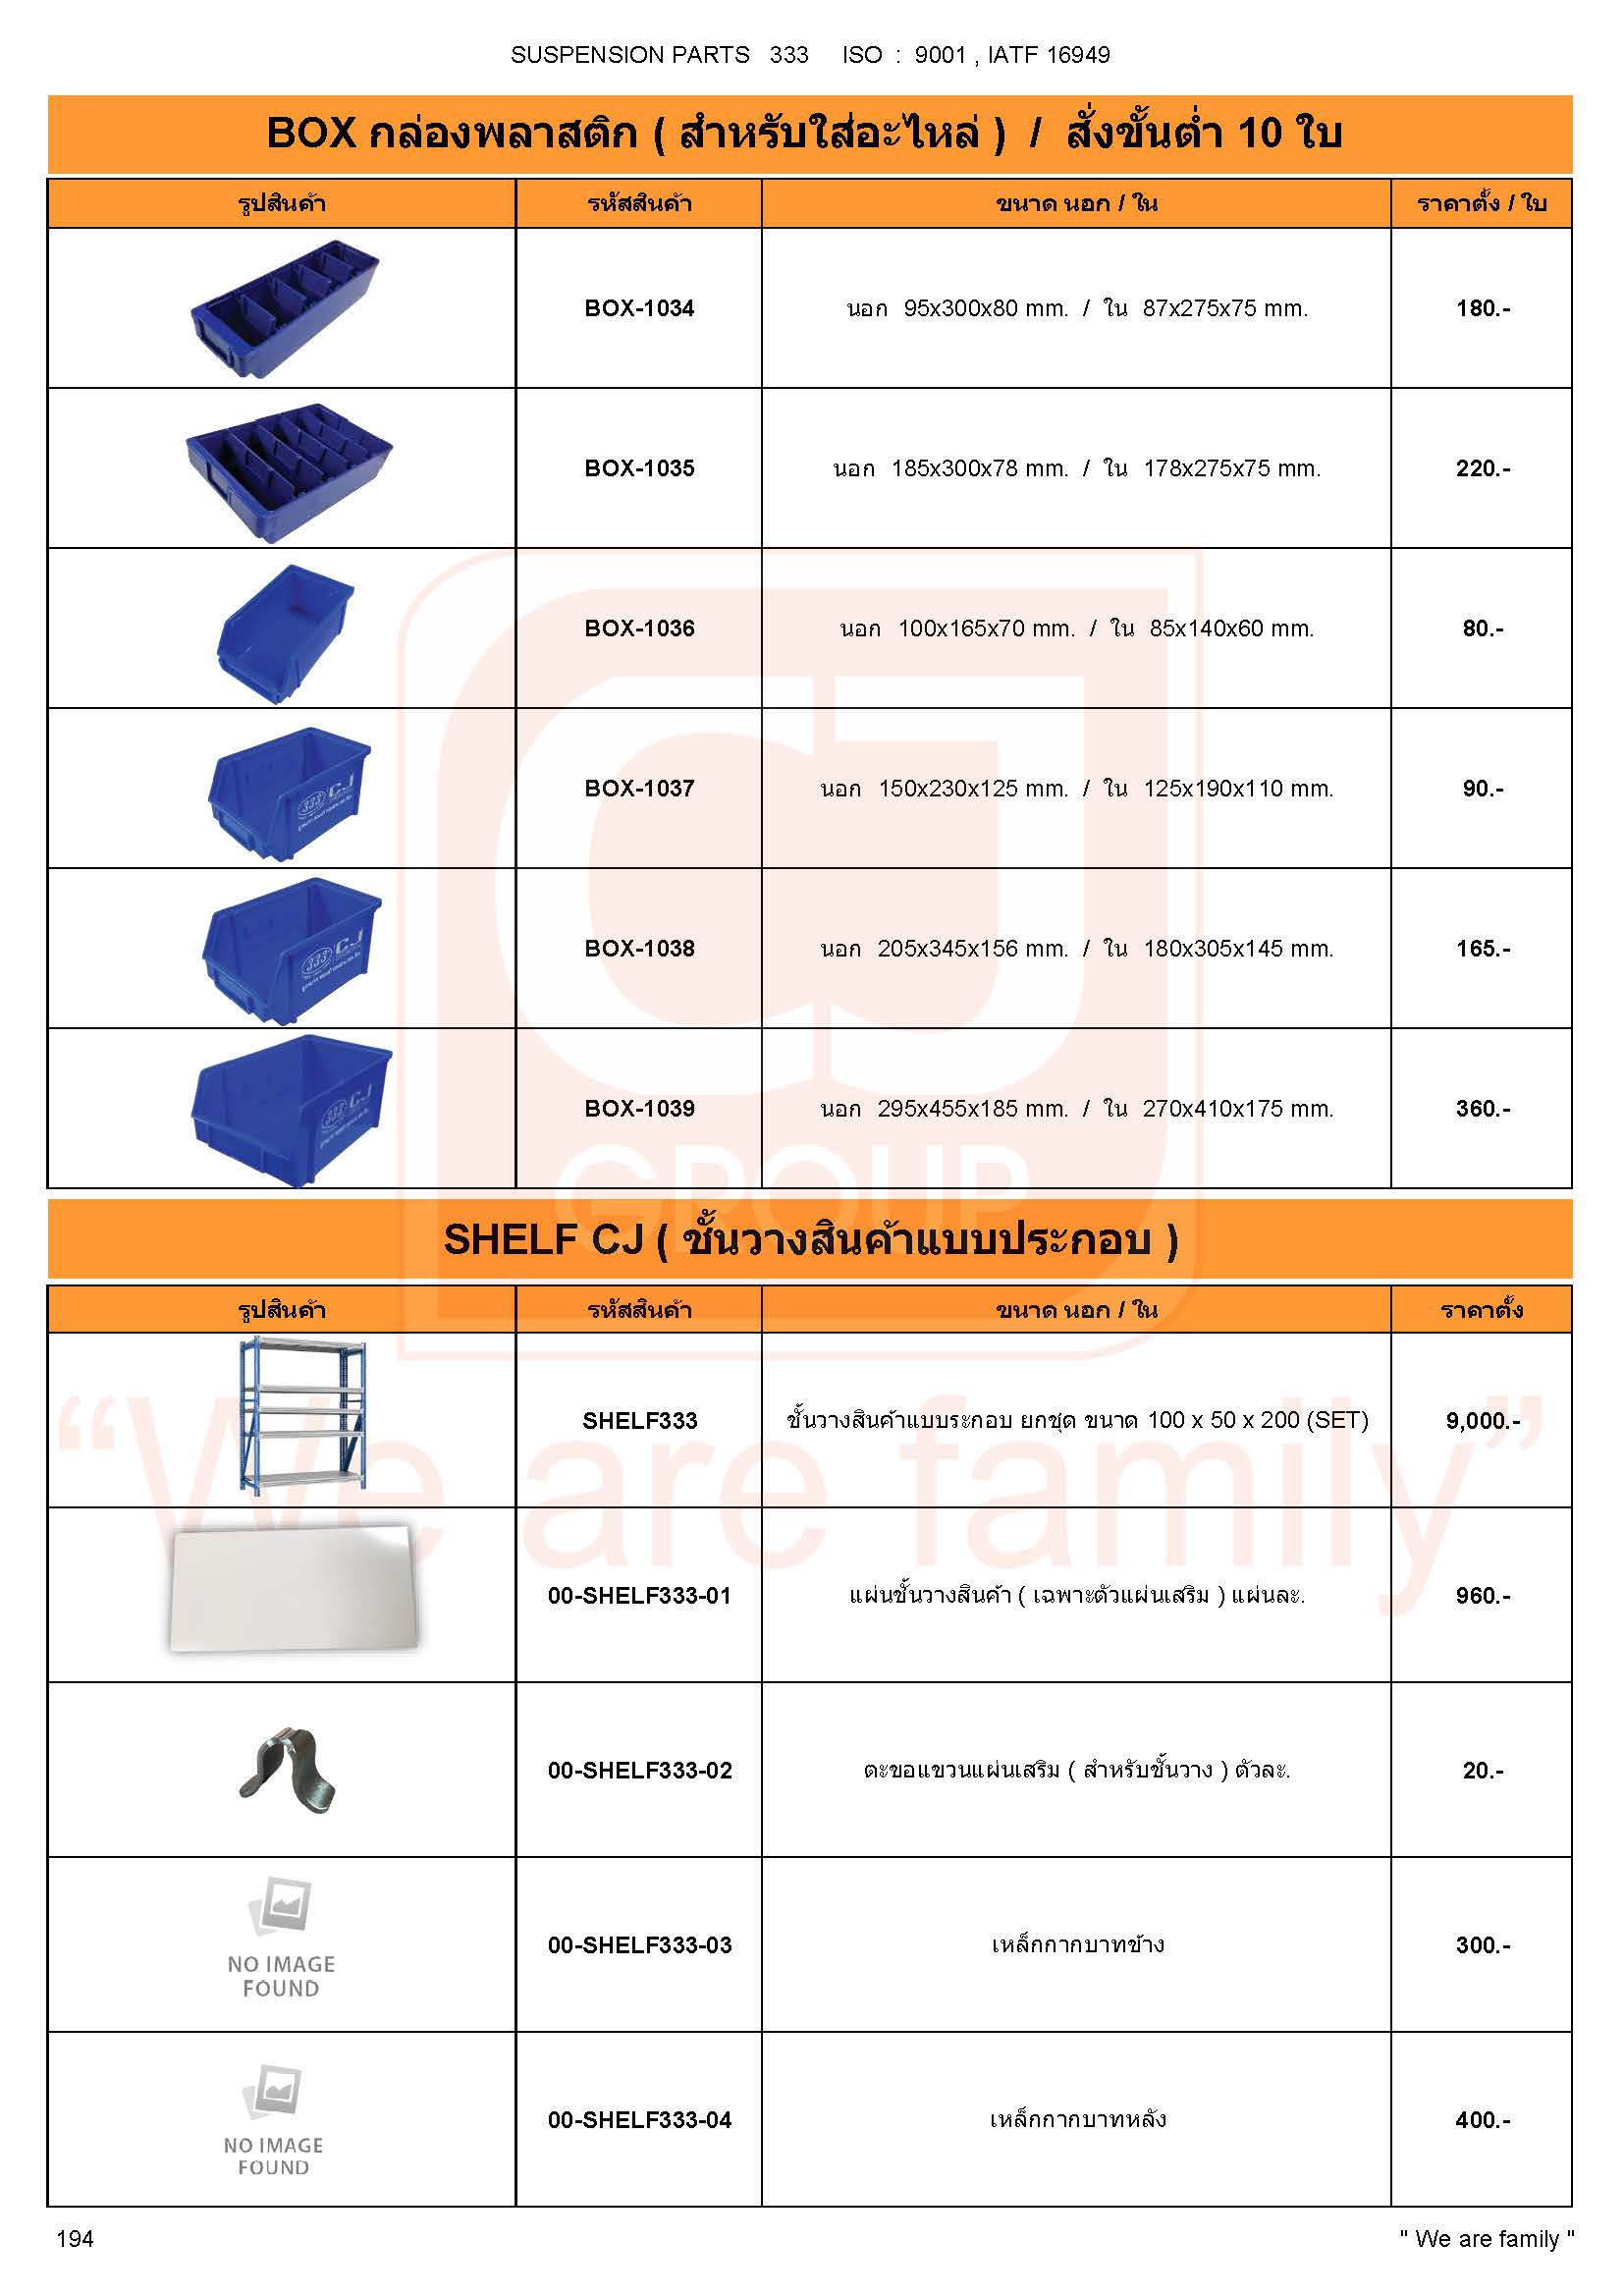 SUSPENSION PARTS 333 ISO : 9001 , IATF 16949
BOX กล่องพลาสติก ( สำหรับใส่อะไหล่ ) / สั่งขั้นต่ำ 10 ใบ
รูปสินค้า รหัสสินค้า ขนาด นอก / ใน ราคาตั้ง / ใบ
BOX-1034 นอก 95x300x80 mm. / ใน 87x275x75 mm. 180.-
BOX-1035 นอก 185x300x78 mm. / ใน 178x275x75 mm. 220.-
BOX-1036 นอก 100x165x70 mm. / ใน 85x140x60 mm. 80.-
333 CJ
BOX-1037 นอก 150x230x125 mm. / ใน 125x190x110 mm. 90.-
333 CJ
BOX-1038 นอก 205x345x156 mm. / ใน 180x305x145 mm. 165.-
333 CJ
BOX-1039 นอก 295x455x185 mm. / ใน 270x410x175 mm. 360.-
CJ
GROUP
SHELF CJ ( ชั้นวางสินค้าแบบประกอบ )
รูปสินค้า รหัสสินค้า ขนาด นอก / ใน ราคาตั้ง
SHELF333 ชั้นวางสินค้าแบบระกอบ ยกชุด ขนาด 100 x 50 x 200 (SET) 9,000.-
“We are family”
00-SHELF333-01 แผ่นชั้นวางสินค้า ( เฉพาะตัวแผ่นเสริม ) แผ่นละ. 960.-
00-SHELF333-02 ตะขอแขวนแผ่นเสริม ( สำหรับชั้นวาง ) ตัวละ. 20.-
NO IMAGE
FOUND
00-SHELF333-03 เหล็กกากบาทข้าง 300.-
NO IMAGE
FOUND
00-SHELF333-04 เหล็กกากบาทหลัง 400.-
194 " We are family "